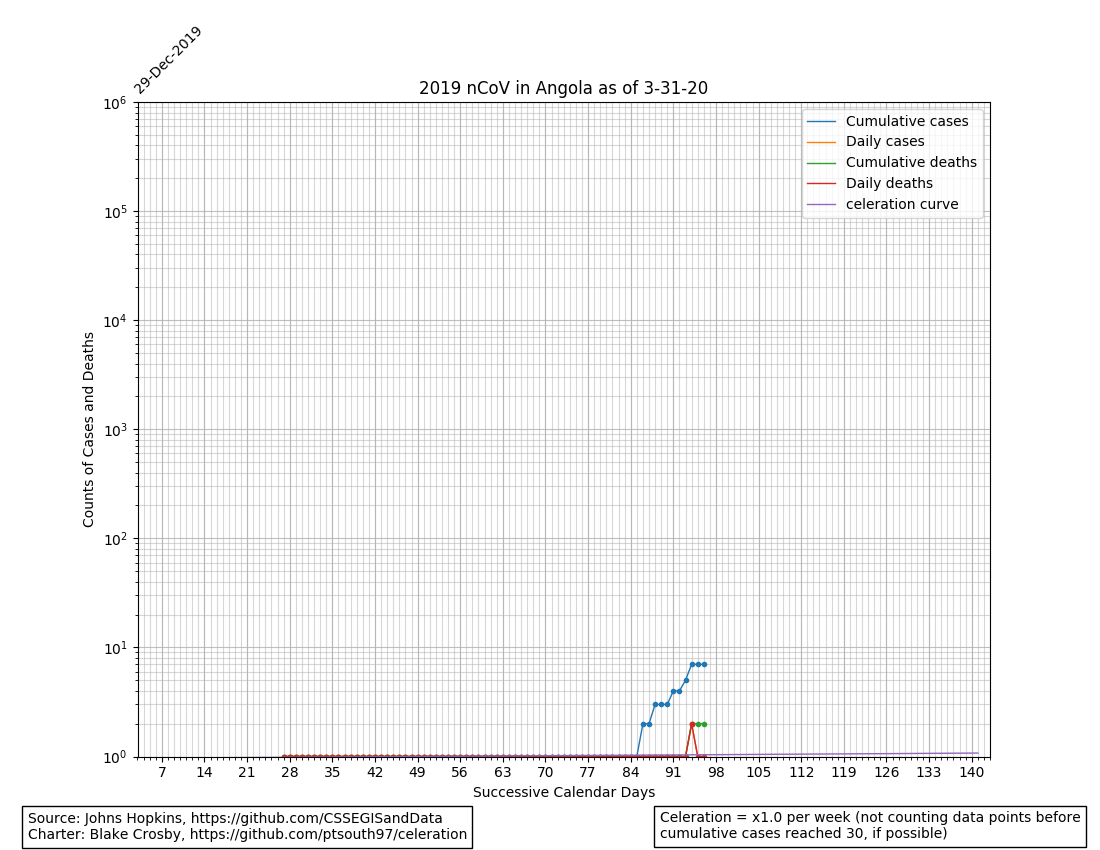 29-Dec-2019
2019 nCoV in Angola as of 3-31-20
10^6
10^5
10^4
10^3
10^2
10^1
10^0
Counts of Cases and Deaths
Cumulative cases
Daily cases
Cumulative deaths
Daily deaths
celeration curve
7 14 21 28 35 42 49 56 63 70 77 84 91 98 105 112 119 126 133 140
Successive Calendar Days
Source: Johns Hopkins, https://github.com/CSSEGISandData
Charter: Blake Crosby, https://github.com/ptsouth97/celeration
Celeration = x1.0 per week (not counting data points before
cumulative cases reached 30, if possible)